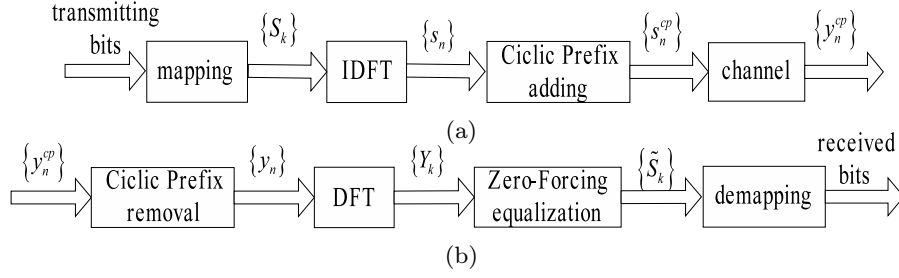 transmitting bits
{S_k}
{s_n}
{s_n^{cp}}
{y_n^{cp}}
mapping
IDFT
Ciclic Prefix adding
channel
(a)
{y_n^{cp}}
{y_n}
{Y_k}
{S̃_k}
received bits
Ciclic Prefix removal
DFT
Zero-Forcing equalization
demapping
(b)